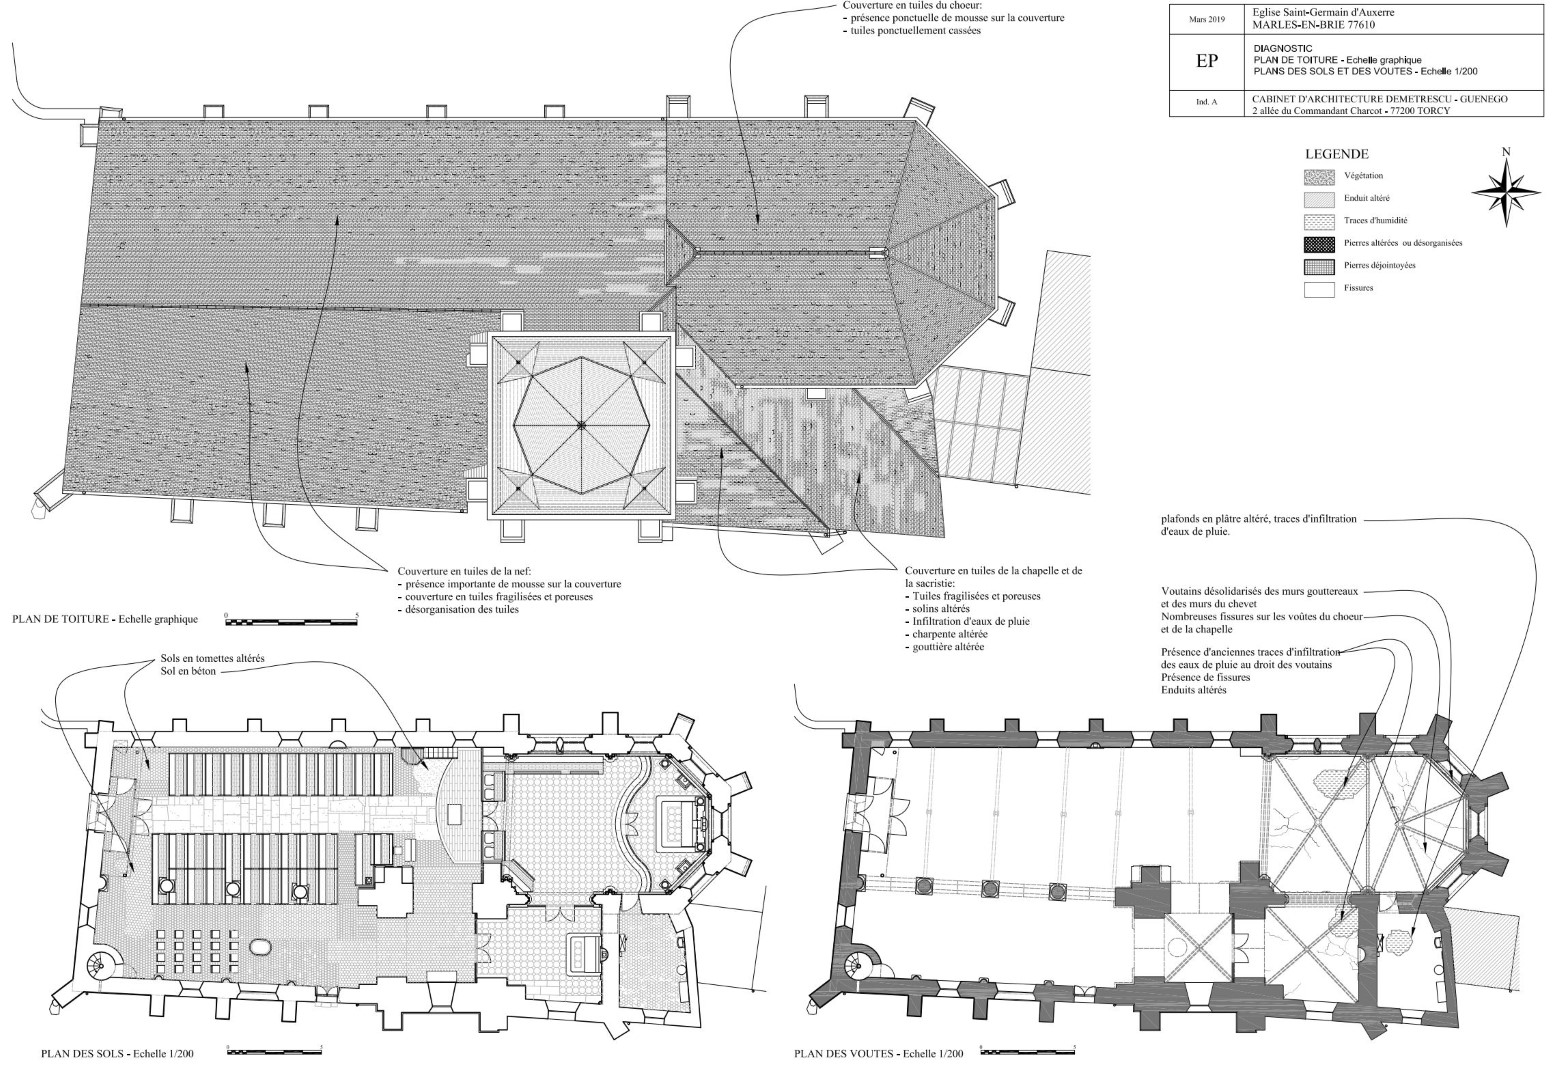 Couverture en tuiles du choeur:
- présence ponctuelle de mousse sur la couverture
- tuiles ponctuellement cassées
Mars 2019
Eglise Saint-Germain d'Auxerre
MARLES-EN-BRIE 77610
EP
DIAGNOSTIC
PLAN DE TOITURE - Echelle graphique
PLANS DES SOLS ET DES VOUTES - Echelle 1/200
Ind. A
CABINET D'ARCHITECTURE DEMETRESCU - GUENEGO
2 allée du Commandant Charcot - 77200 TORCY
LEGENDE
N
Végétation
Enduit altéré
Traces d'humidité
Pierres altérées ou désorganisées
Pierres déjointoyées
Fissures
plafonds en plâtre altéré, traces d'infiltration
d'eaux de pluie.
Couverture en tuiles de la nef:
- présence importante de mousse sur la couverture
- couverture en tuiles fragilisées et poreuses
- désorganisation des tuiles
Couverture en tuiles de la chapelle et de
la sacristie:
- Tuiles fragilisées et poreuses
- solins altérés
- Infiltration d'eaux de pluie
- charpente altérée
- gouttière altérée
Voutains désolidarisés des murs gouttereaux
et des murs du chevet
Nombreuses fissures sur les voûtes du choeur
et de la chapelle
Présence d'anciennes traces d'infiltration
des eaux de pluie au droit des voutains
Présence de fissures
Enduits altérés
PLAN DE TOITURE - Echelle graphique
0 5
Sols en tomettes altérés
Sol en béton
PLAN DES SOLS - Echelle 1/200
0 5
PLAN DES VOUTES - Echelle 1/200
0 5